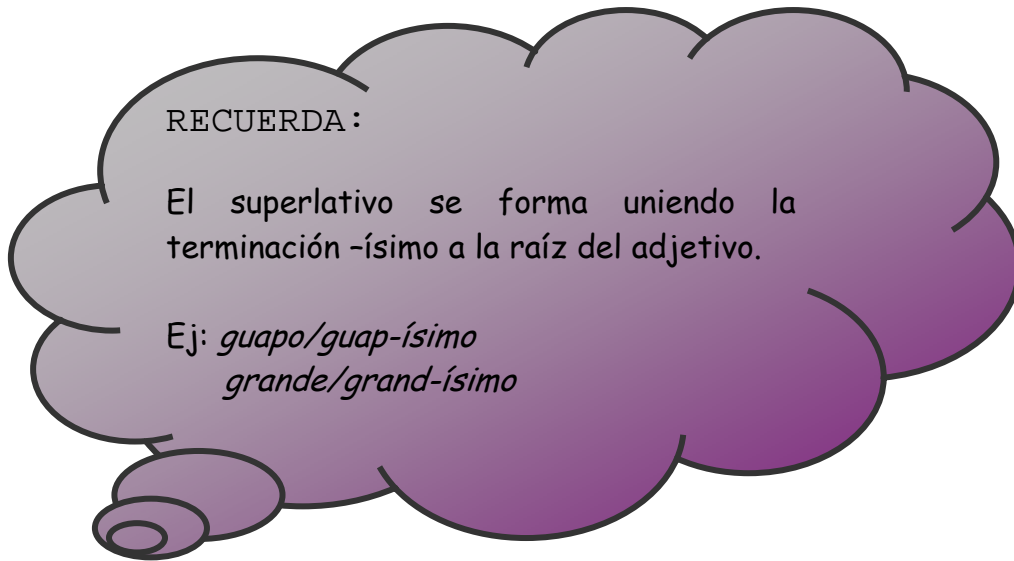 RECUERDA:
El superlativo se forma uniendo la
terminación –ísimo a la raíz del adjetivo.
Ej: guapo/guap-ísimo
grande/grand-ísimo